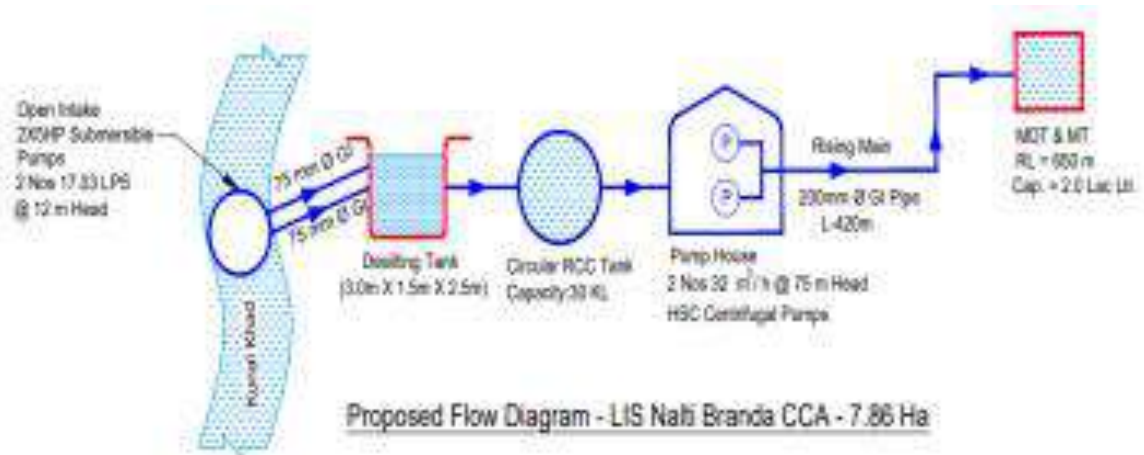 Open Intake
2X5HP Submersible
Pumps
2 Nos 17.83 LPS
@ 12 m Head
75 mm Ø GI
75 mm Ø GI
Desilting Tank
(3.0m X 1.5m X 2.5m)
Circular RCC Tank
Capacity 30 KL
P
P
Pump House
2 Nos 32 m³/h @ 75 m Head
HSC Centrifugal Pumps
Rising Main
200mm Ø GI Pipe
L-420m
MDT & MT
RL = 650 m
Cap. = 2.0 Lac Ltr.
Khad
Proposed Flow Diagram - LIS Nalti Branda CCA - 7.86 Ha